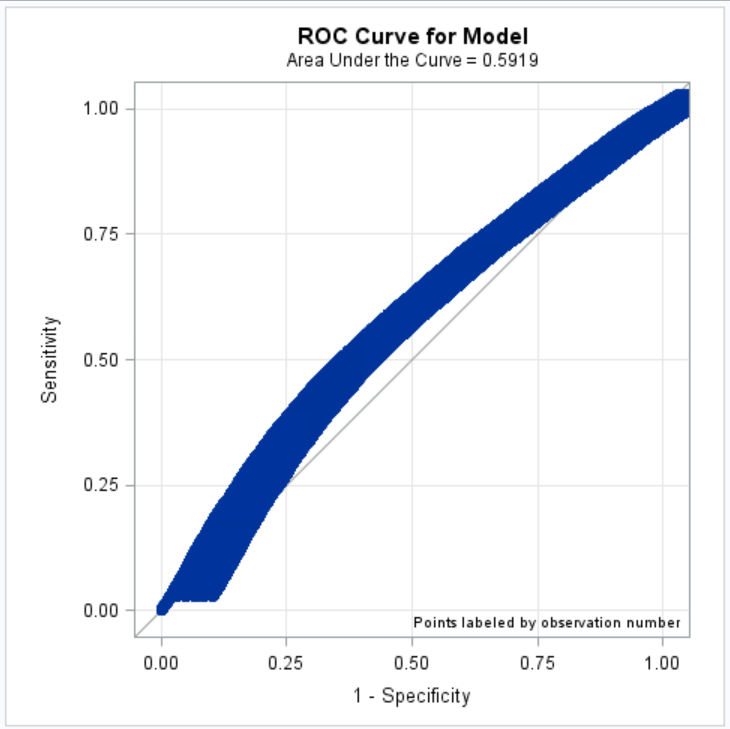 ROC Curve for Model
Area Under the Curve = 0.5919
1.00
0.75
0.50
0.25
0.00
Sensitivity
Points labeled by observation number
0.00 0.25 0.50 0.75 1.00
1 - Specificity